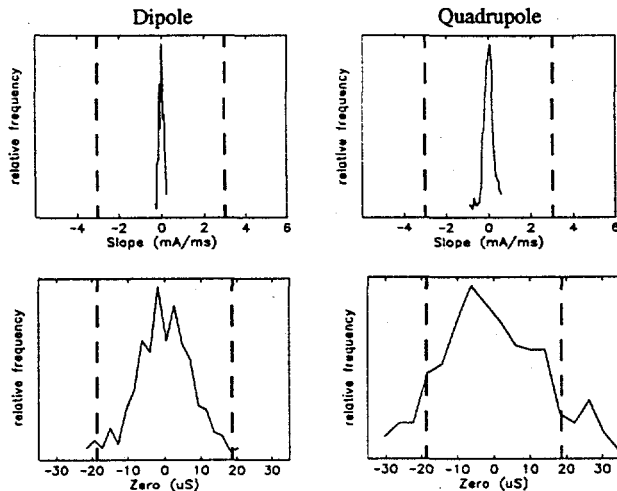 Dipole
Quadrupole
relative frequency
-4 -2 0 2 4 6
Slope (mA/ms)
relative frequency
-4 -2 0 2 4 6
Slope (mA/ms)
relative frequency
-30 -20 -10 0 10 20 30
Zero (uS)
relative frequency
-30 -20 -10 0 10 20 30
Zero (uS)